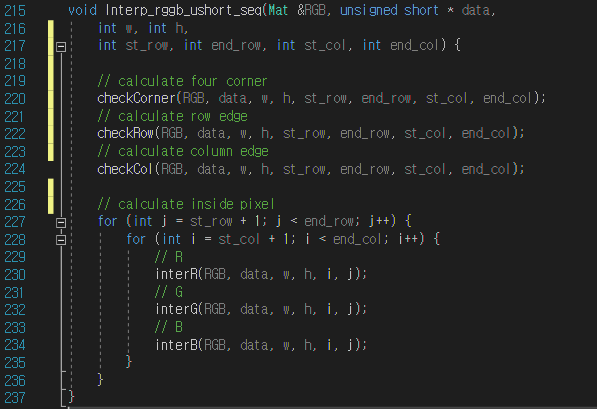 215 void Interp_rggb_ushort_seq(Mat &RGB, unsigned short * data,
216     int w, int h,
217     int st_row, int end_row, int st_col, int end_col) {
218
219     // calculate four corner
220     checkCorner(RGB, data, w, h, st_row, end_row, st_col, end_col);
221     // calculate row edge
222     checkRow(RGB, data, w, h, st_row, end_row, st_col, end_col);
223     // calculate column edge
224     checkCol(RGB, data, w, h, st_row, end_row, st_col, end_col);
225
226     // calculate inside pixel
227     for (int j = st_row + 1; j < end_row; j++) {
228         for (int i = st_col + 1; i < end_col; i++) {
229             // R
230             interR(RGB, data, w, h, i, j);
231             // G
232             interG(RGB, data, w, h, i, j);
233             // B
234             interB(RGB, data, w, h, i, j);
235         }
236     }
237 }